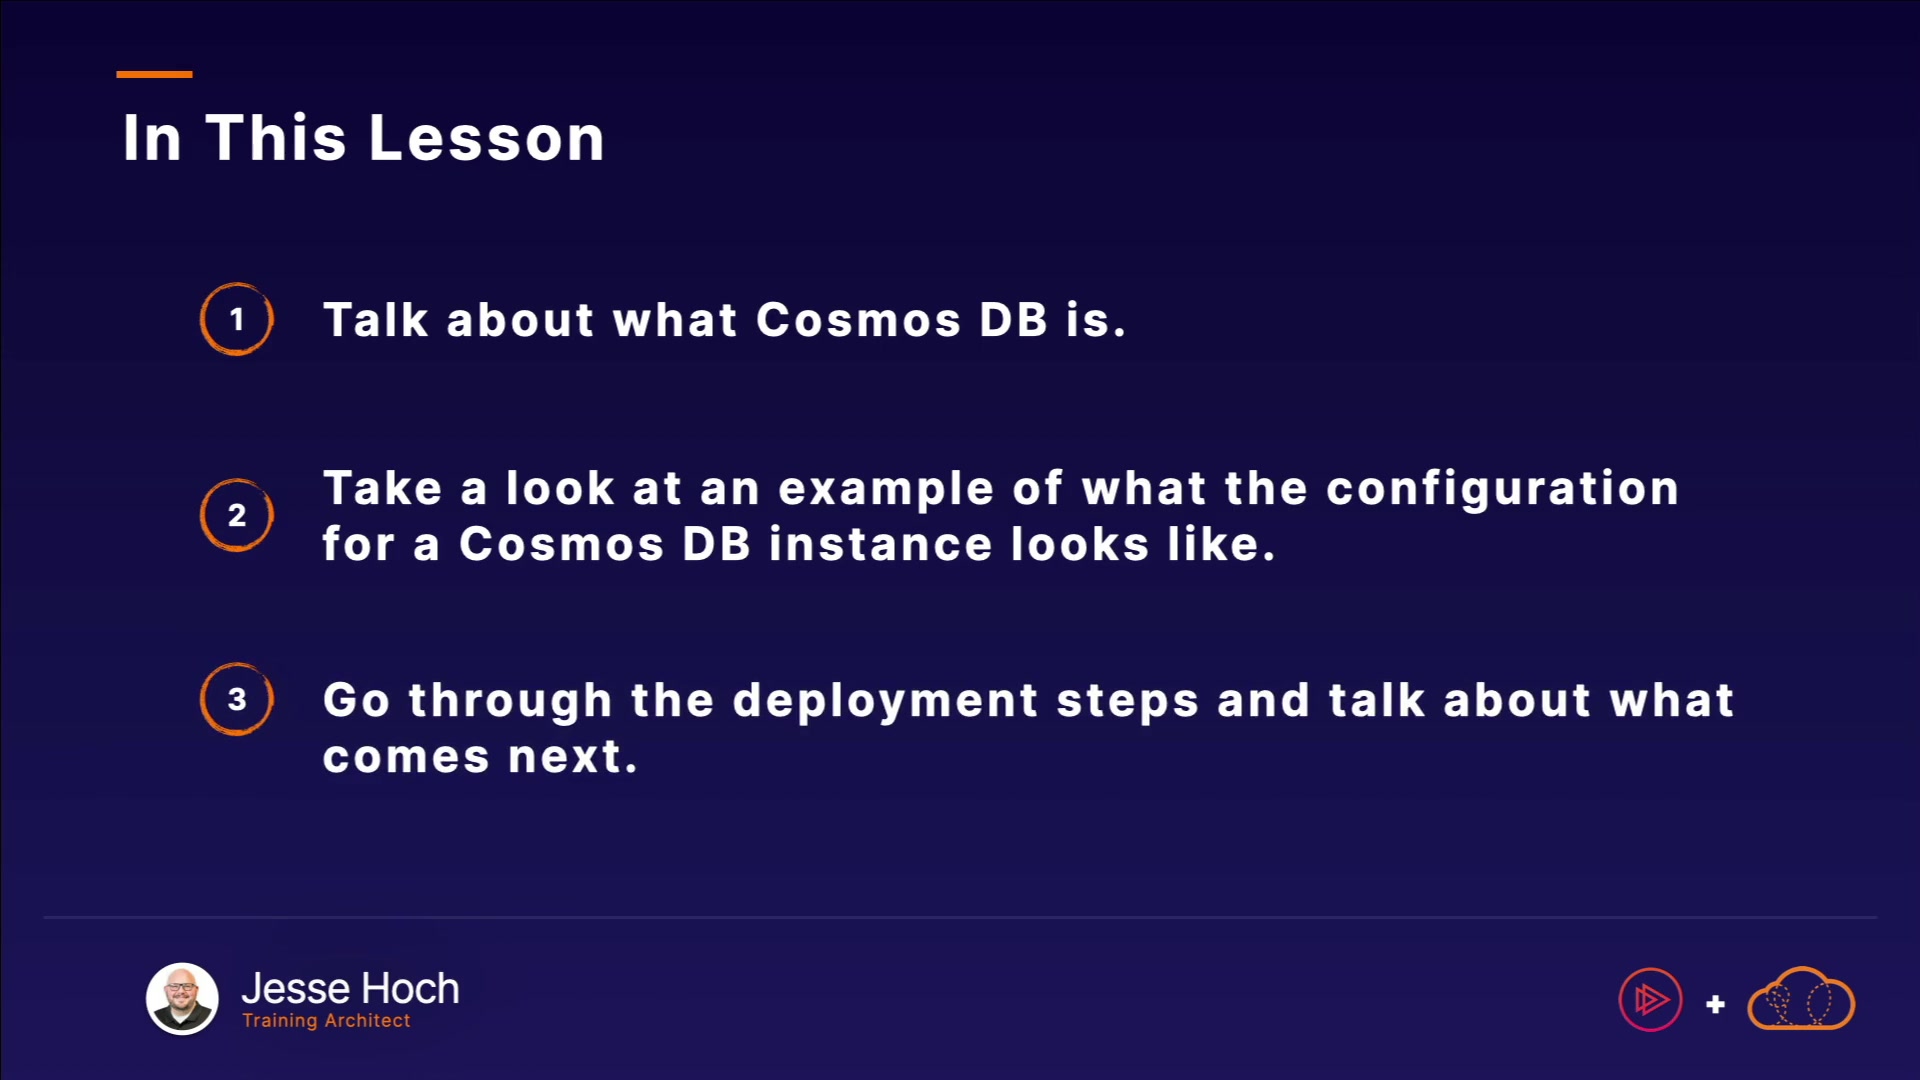 In This Lesson
1
Talk about what Cosmos DB is.
2
Take a look at an example of what the configuration
for a Cosmos DB instance looks like.
3
Go through the deployment steps and talk about what
comes next.
Jesse Hoch
Training Architect
+